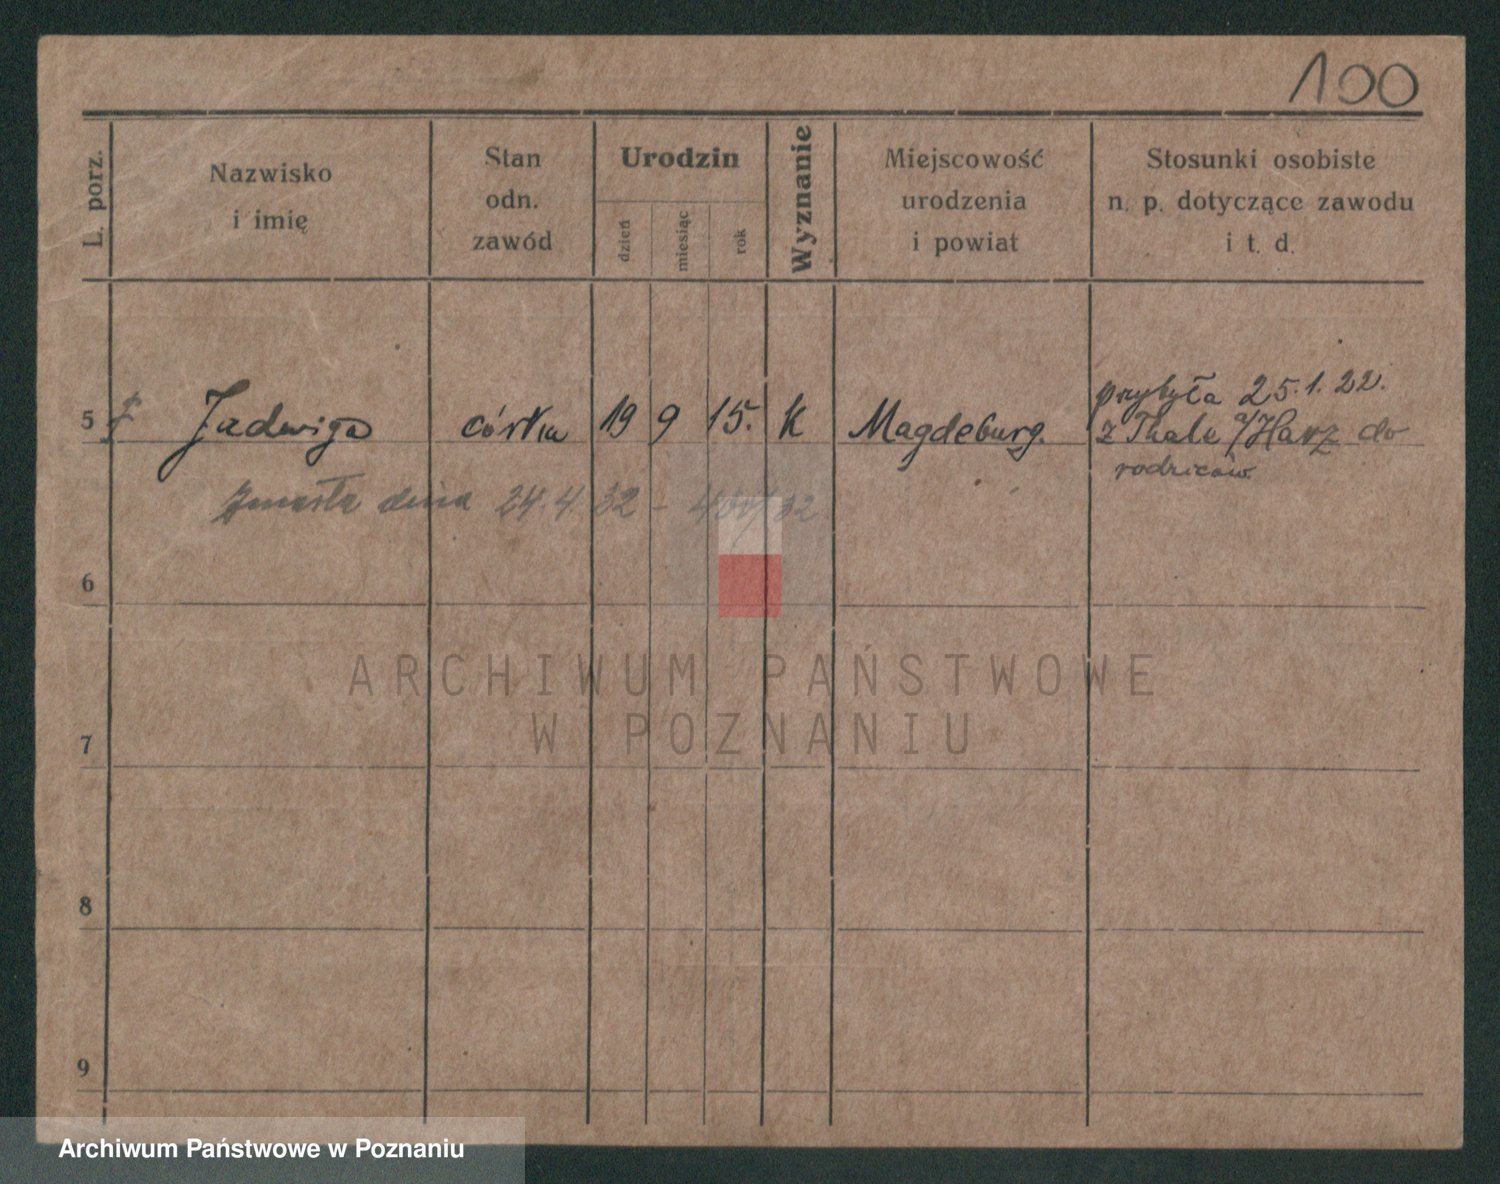 100
L. porz.
Nazwisko
i imię
Stan
odn.
zawód
Urodzin
dzień
miesiąc
rok
Wyznanie
Miejscowość
urodzenia
i powiat
Stosunki osobiste
n. p. dotyczące zawodu
i t. d.
5 Jadwiga córka 19 9 15. k Magdeburg.
przybyła 25.1.22.
z Thale a/Harz do
rodziców
Zmarła dnia 24.4.32 -
6
ARCHIWUM PAŃSTWOWE
W POZNANIU
7
8
9
Archiwum Państwowe w Poznaniu